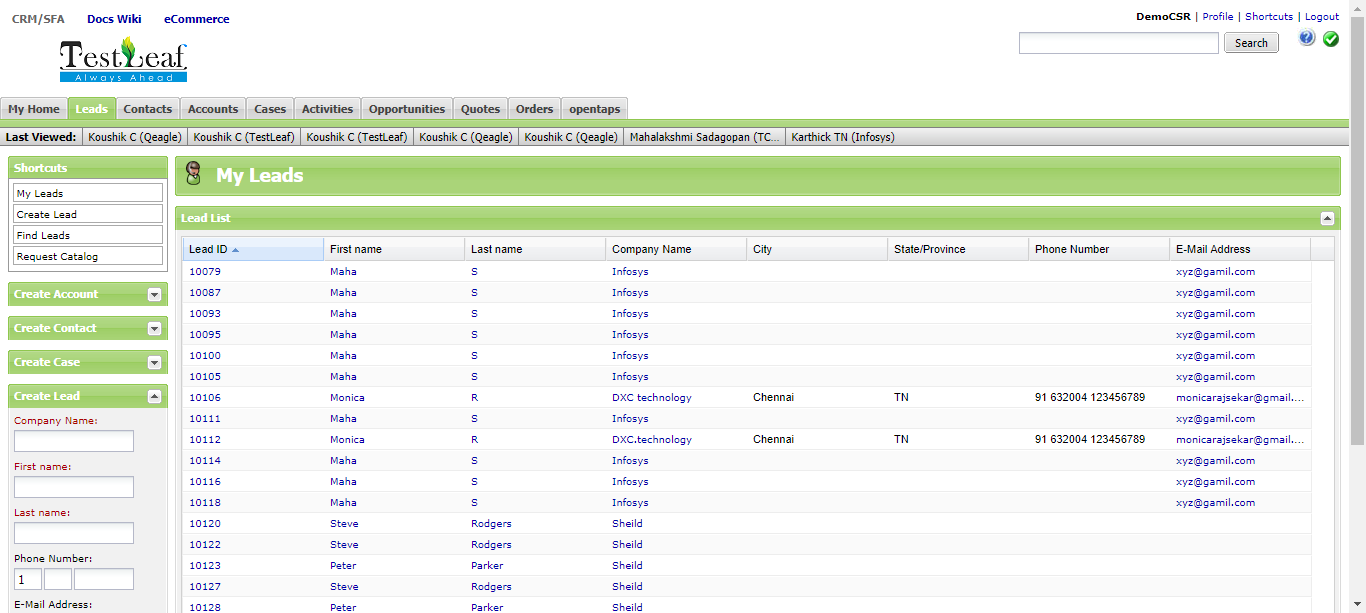 CRM/SFA Docs Wiki eCommerce
DemoCSR | Profile | Shortcuts | Logout
TestLeaf
Always Ahead
Search
My Home Leads Contacts Accounts Cases Activities Opportunities Quotes Orders opentaps
Last Viewed: Koushik C (Qeagle) Koushik C (TestLeaf) Koushik C (TestLeaf) Koushik C (Qeagle) Koushik C (Qeagle) Mahalakshmi Sadagopan (TC... Karthick TN (Infosys)
Shortcuts
My Leads
Create Lead
Find Leads
Request Catalog
Create Account
Create Contact
Create Case
Create Lead
Company Name:
First name:
Last name:
Phone Number:
1
E-Mail Address:
My Leads
Lead List
Lead ID First name Last name Company Name City State/Province Phone Number E-Mail Address
10079 Maha S Infosys xyz@gamil.com
10087 Maha S Infosys xyz@gamil.com
10093 Maha S Infosys xyz@gamil.com
10095 Maha S Infosys xyz@gamil.com
10100 Maha S Infosys xyz@gamil.com
10105 Maha S Infosys xyz@gamil.com
10106 Monica R DXC technology Chennai TN 91 632004 123456789 monicarajsekar@gmail....
10111 Maha S Infosys xyz@gamil.com
10112 Monica R DXC.technology Chennai TN 91 632004 123456789 monicarajsekar@gmail....
10114 Maha S Infosys xyz@gamil.com
10116 Maha S Infosys xyz@gamil.com
10118 Maha S Infosys xyz@gamil.com
10120 Steve Rodgers Sheild
10122 Steve Rodgers Sheild
10123 Peter Parker Sheild
10127 Steve Rodgers Sheild
10128 Peter Parker Sheild